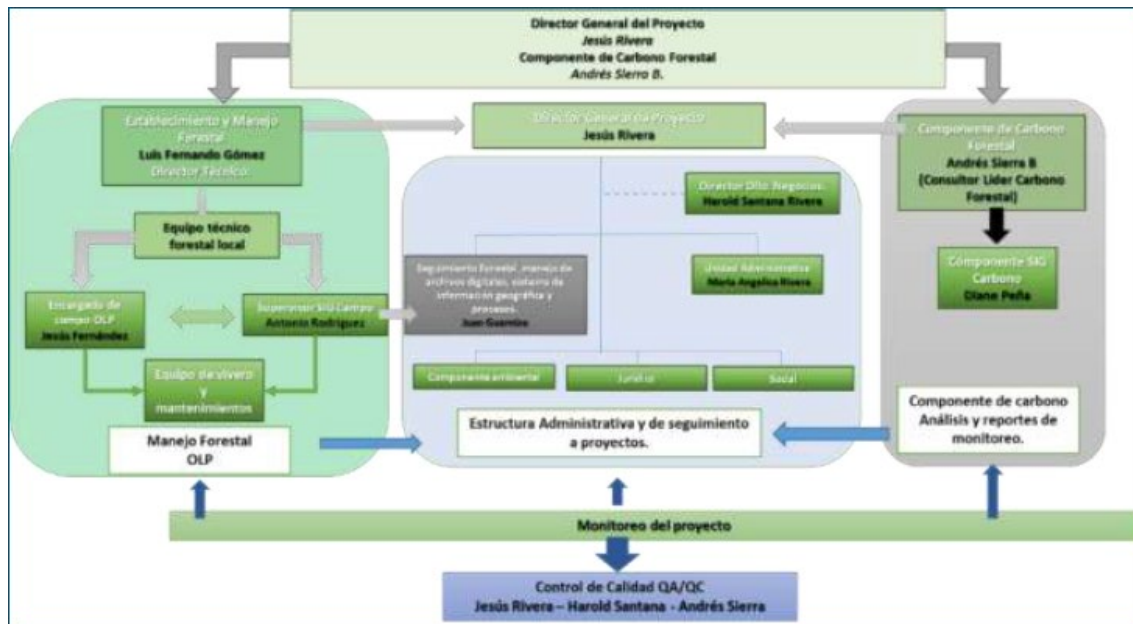 Director General del Proyecto
Jesús Rivera
Componente de Carbono Forestal
Andrés Sierra B.
Establecimiento y Manejo
Forestal
Luis Fernando Gómez
Director Técnico
Equipo técnico
forestal local
Encargado de
campo OLP
Jesús Fernández
Supervisor SIG Campo
Antonio Rodríguez
Equipo de vivero
y
mantenimientos
Manejo Forestal
OLP
Director General de Proyecto
Jesús Rivera
Director Dllo. Negocios.
Harold Santana Rivera
Seguimiento Forestal, manejo de
archivos digitales, sistema de
información geográfica y
procesos.
Juan
Unidad Administrativa
María Angelica Rivera
Componente ambiental
Jurídico
Social
Estructura Administrativa y de seguimiento
a proyectos.
Componente de Carbono
Forestal
Andrés Sierra B
(Consultor Líder Carbono
Forestal)
Componente SIG
Carbono
Diane Peña
Componente de carbono
Análisis y reportes de
monitoreo.
Monitoreo del proyecto
Control de Calidad QA/QC
Jesús Rivera – Harold Santana - Andrés Sierra